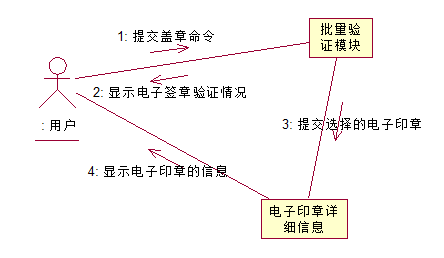 1: 提交盖章命令
批量验
证模块
2: 显示电子签章验证情况
: 用户
3: 提交选择的电子印章
4: 显示电子印章的信息
电子印章详
细信息